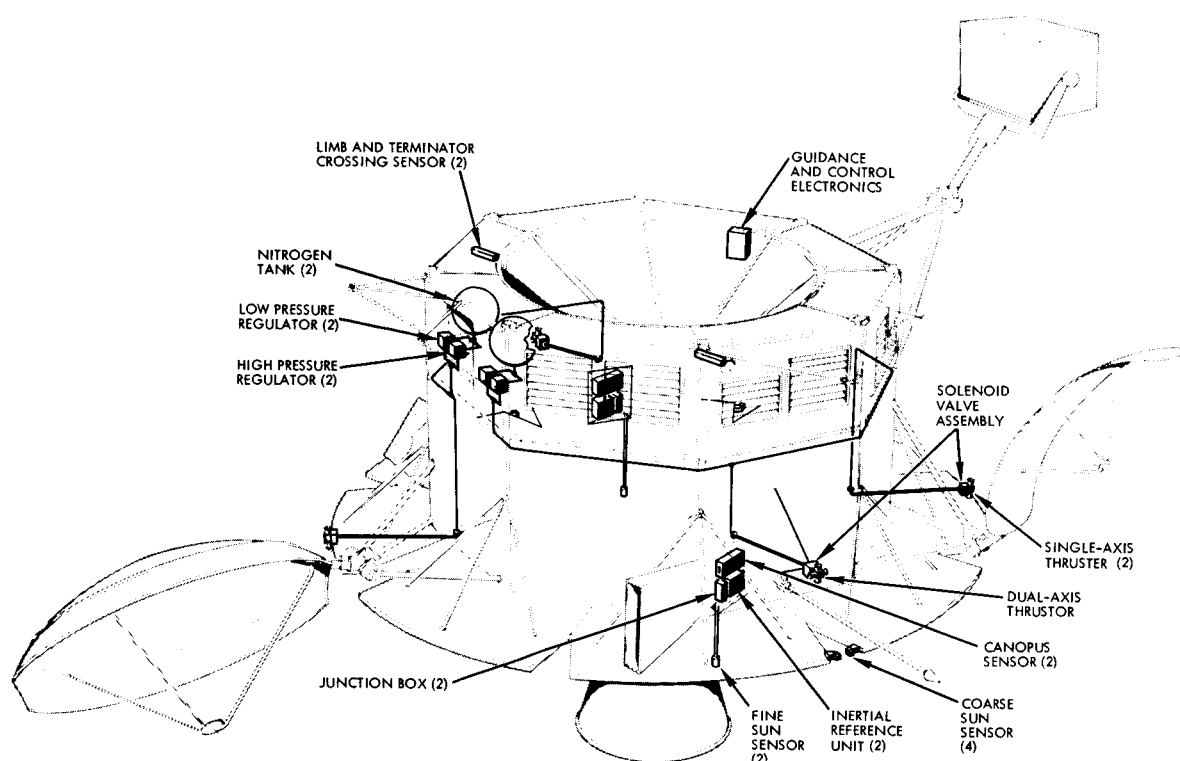 LIMB AND TERMINATOR
CROSSING SENSOR (2)
GUIDANCE
AND CONTROL
ELECTRONICS
NITROGEN
TANK (2)
LOW PRESSURE
REGULATOR (2)
HIGH PRESSURE
REGULATOR (2)
SOLENOID
VALVE
ASSEMBLY
SINGLE-AXIS
THRUSTER (2)
DUAL-AXIS
THRUSTOR
CANOPUS
SENSOR (2)
JUNCTION BOX (2)
FINE
SUN
SENSOR
(2)
INERTIAL
REFERENCE
UNIT (2)
COARSE
SUN
SENSOR
(4)